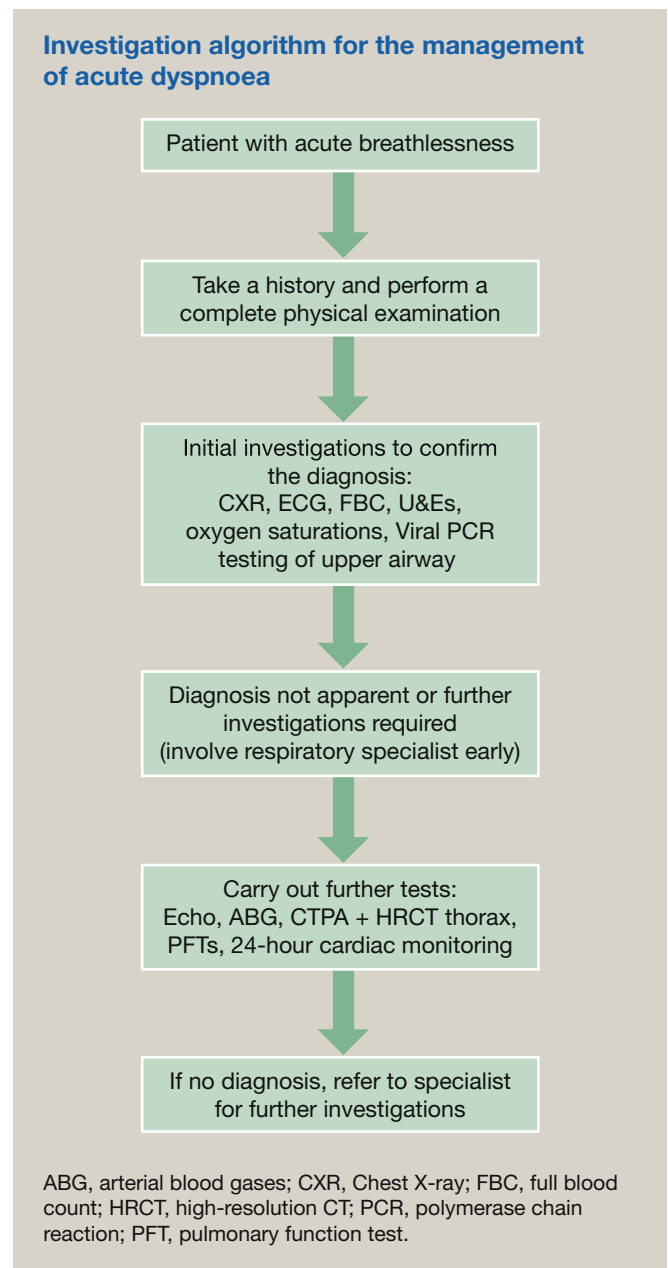 Investigation algorithm for the management
of acute dyspnoea
Patient with acute breathlessness
Take a history and perform a
complete physical examination
Initial investigations to confirm
the diagnosis:
CXR, ECG, FBC, U&Es,
oxygen saturations, Viral PCR
testing of upper airway
Diagnosis not apparent or further
investigations required
(involve respiratory specialist early)
Carry out further tests:
Echo, ABG, CTPA + HRCT thorax,
PFTs, 24-hour cardiac monitoring
If no diagnosis, refer to specialist
for further investigations
ABG, arterial blood gases; CXR, Chest X-ray; FBC, full blood
count; HRCT, high-resolution CT; PCR, polymerase chain
reaction; PFT, pulmonary function test.